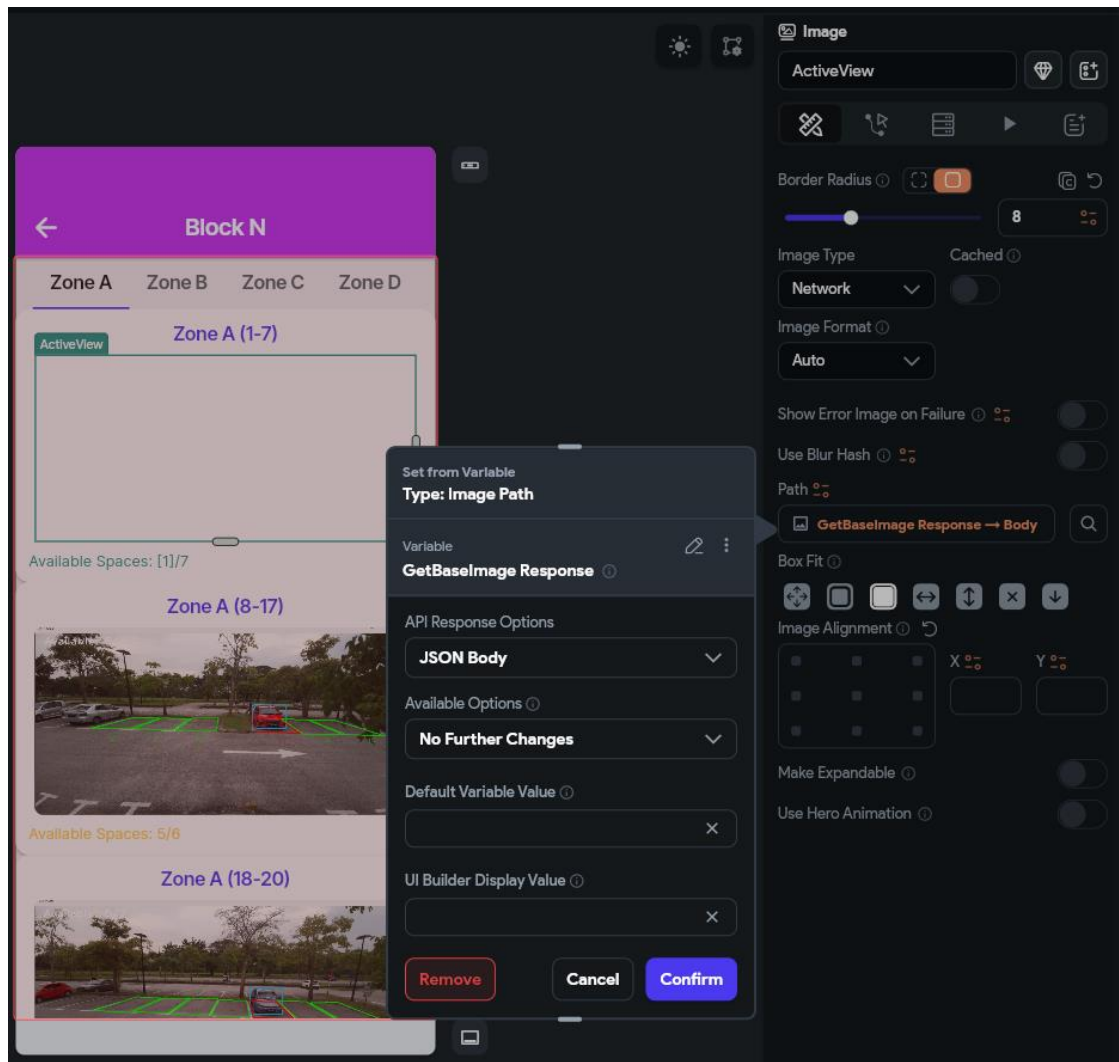 Image
ActiveView
Border Radius
8
Image Type
Cached
Network
Image Format
Auto
Show Error Image on Failure
Use Blur Hash
Path
GetBaseImage Response → Body
Box Fit
Image Alignment
X
Y
Make Expandable
Use Hero Animation
Block N
Zone A
Zone B
Zone C
Zone D
Zone A (1-7)
ActiveView
Available Spaces: [1]/7
Zone A (8-17)
Available Spaces: 5/6
Zone A (18-20)
Set from Variable
Type: Image Path
Variable
GetBaseImage Response
API Response Options
JSON Body
Available Options
No Further Changes
Default Variable Value
UI Builder Display Value
Remove
Cancel
Confirm